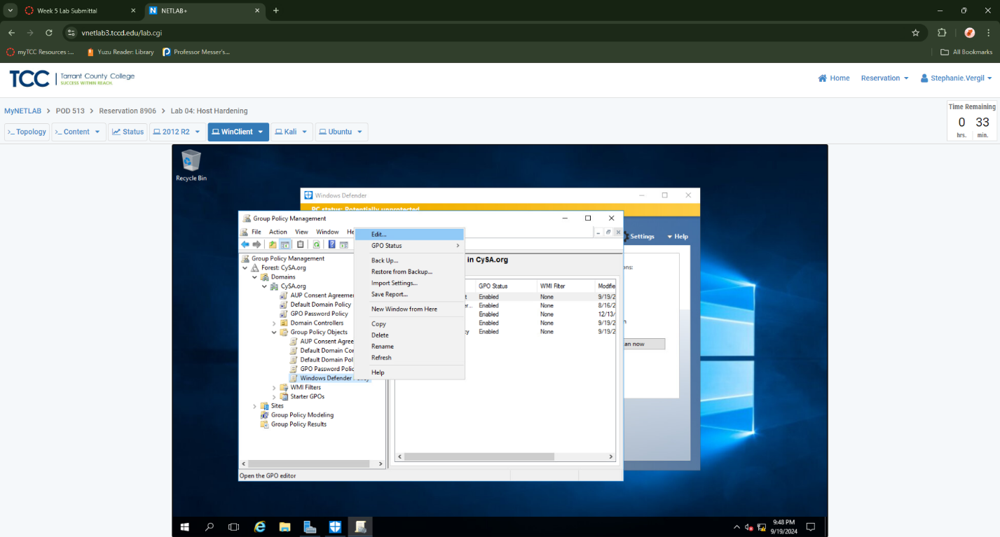 Week 5 Lab Submittal
NETLAB+
vnetlab3.tccd.edu/lab.cgi
myTCC Resources :...
Yuzu Reader: Library
Professor Messer's...
All Bookmarks
TCC
Tarrant County College
SUCCESS WITHIN REACH.
Home
Reservation
Stephanie.Vergil
MyNETLAB > POD 513 > Reservation 8906 > Lab 04: Host Hardening
Time Remaining
0 33
hrs. min.
>_ Topology
>_ Content
Status
2012 R2
WinClient
Kali
Ubuntu
Recycle Bin
Windows Defender
PC status: Potentially unprotected
Settings
Help
ons:
n
an now
Group Policy Management
File Action View Window He
Group Policy Management
Forest: CySA.org
Domains
CySA.org
AUP Consent Agreemer
Default Domain Policy
GPO Password Policy
Domain Controllers
Group Policy Objects
AUP Consent Agree
Default Domain Cor
Default Domain Pol
GPO Password Polic
Windows Defender Policy
WMI Filters
Starter GPOs
Sites
Group Policy Modeling
Group Policy Results
Edit...
GPO Status
Back Up...
Restore from Backup...
Import Settings...
Save Report...
New Window from Here
Copy
Delete
Rename
Refresh
Help
in CySA.org
GPO Status WMI Filter Modifie
t Enabled None 9/19/2
er... Enabled None 8/16/2
Enabled None 12/13/
Enabled None 9/19/2
cy Enabled None 9/19/2
Open the GPO editor
9:48 PM
9/19/2024